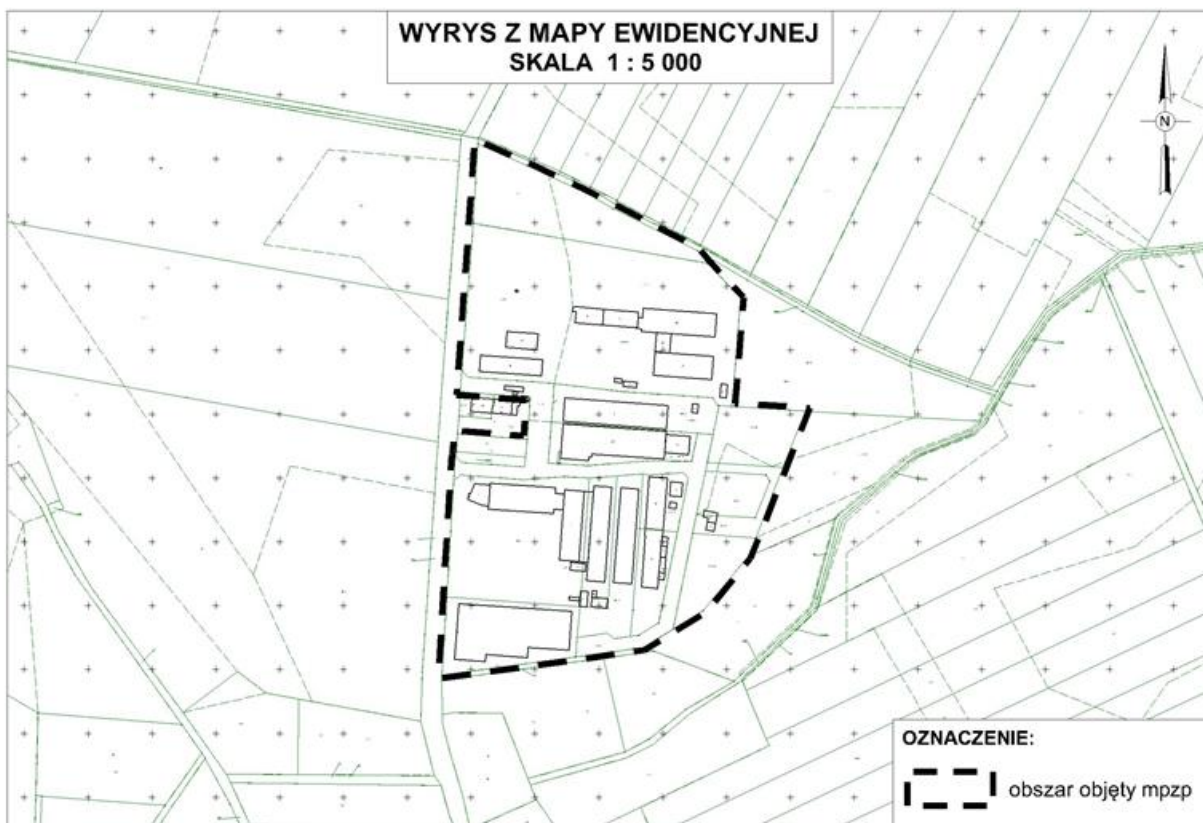 WYRYS Z MAPY EWIDENCYJNEJ
SKALA 1 : 5 000
N
OZNACZENIE:
obszar objęty mpzp